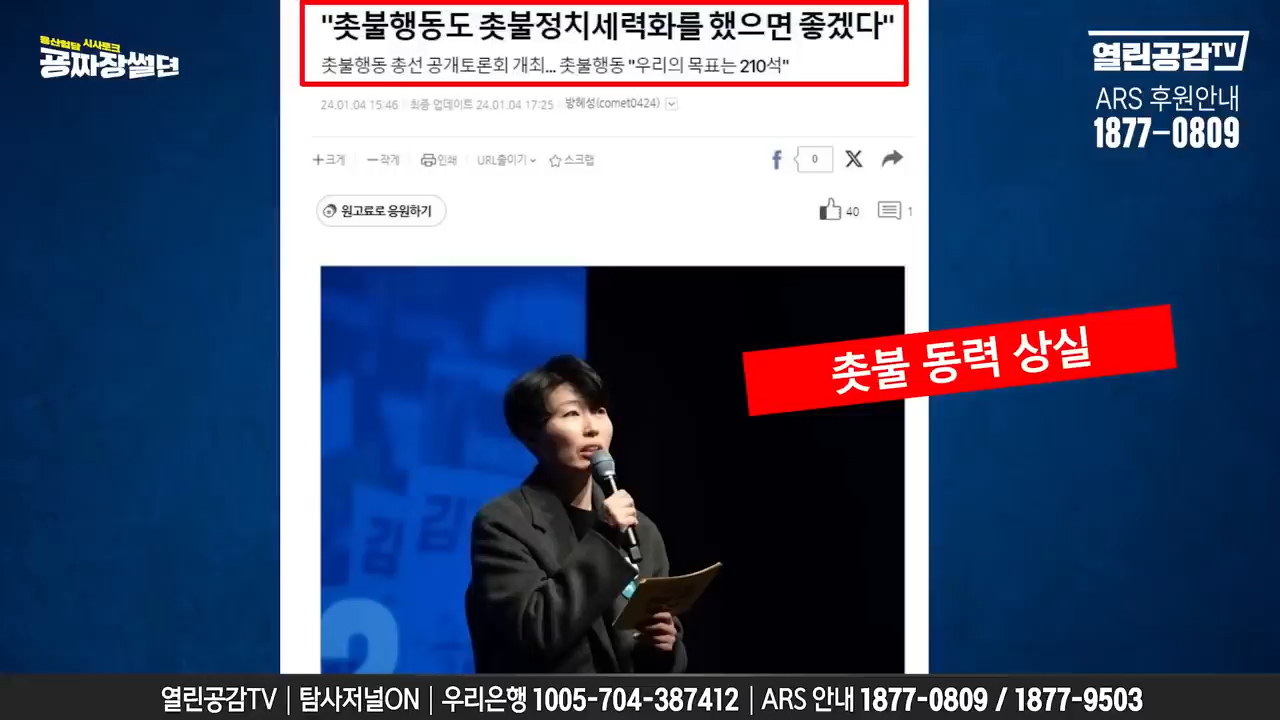 "촛불행동도 촛불정치세력화를 했으면 좋겠다"
촛불행동 총선 공개토론회 개최... 촛불행동 "우리의 목표는 210석"
24.01.04 15:46 최종 업데이트 24.01.04 17:25 방혜성(comet0424)
+크게 -작게 인쇄 URL줄이기 스크랩
f 0 X
원고료로 응원하기
40 1
시사토크
공짜장썰뎐
열린공감TV
ARS 후원안내
1877-0809
촛불 동력 상실
김 김
2
열린공감TV | 탐사저널ON | 우리은행 1005-704-387412 | ARS 안내 1877-0809 / 1877-9503